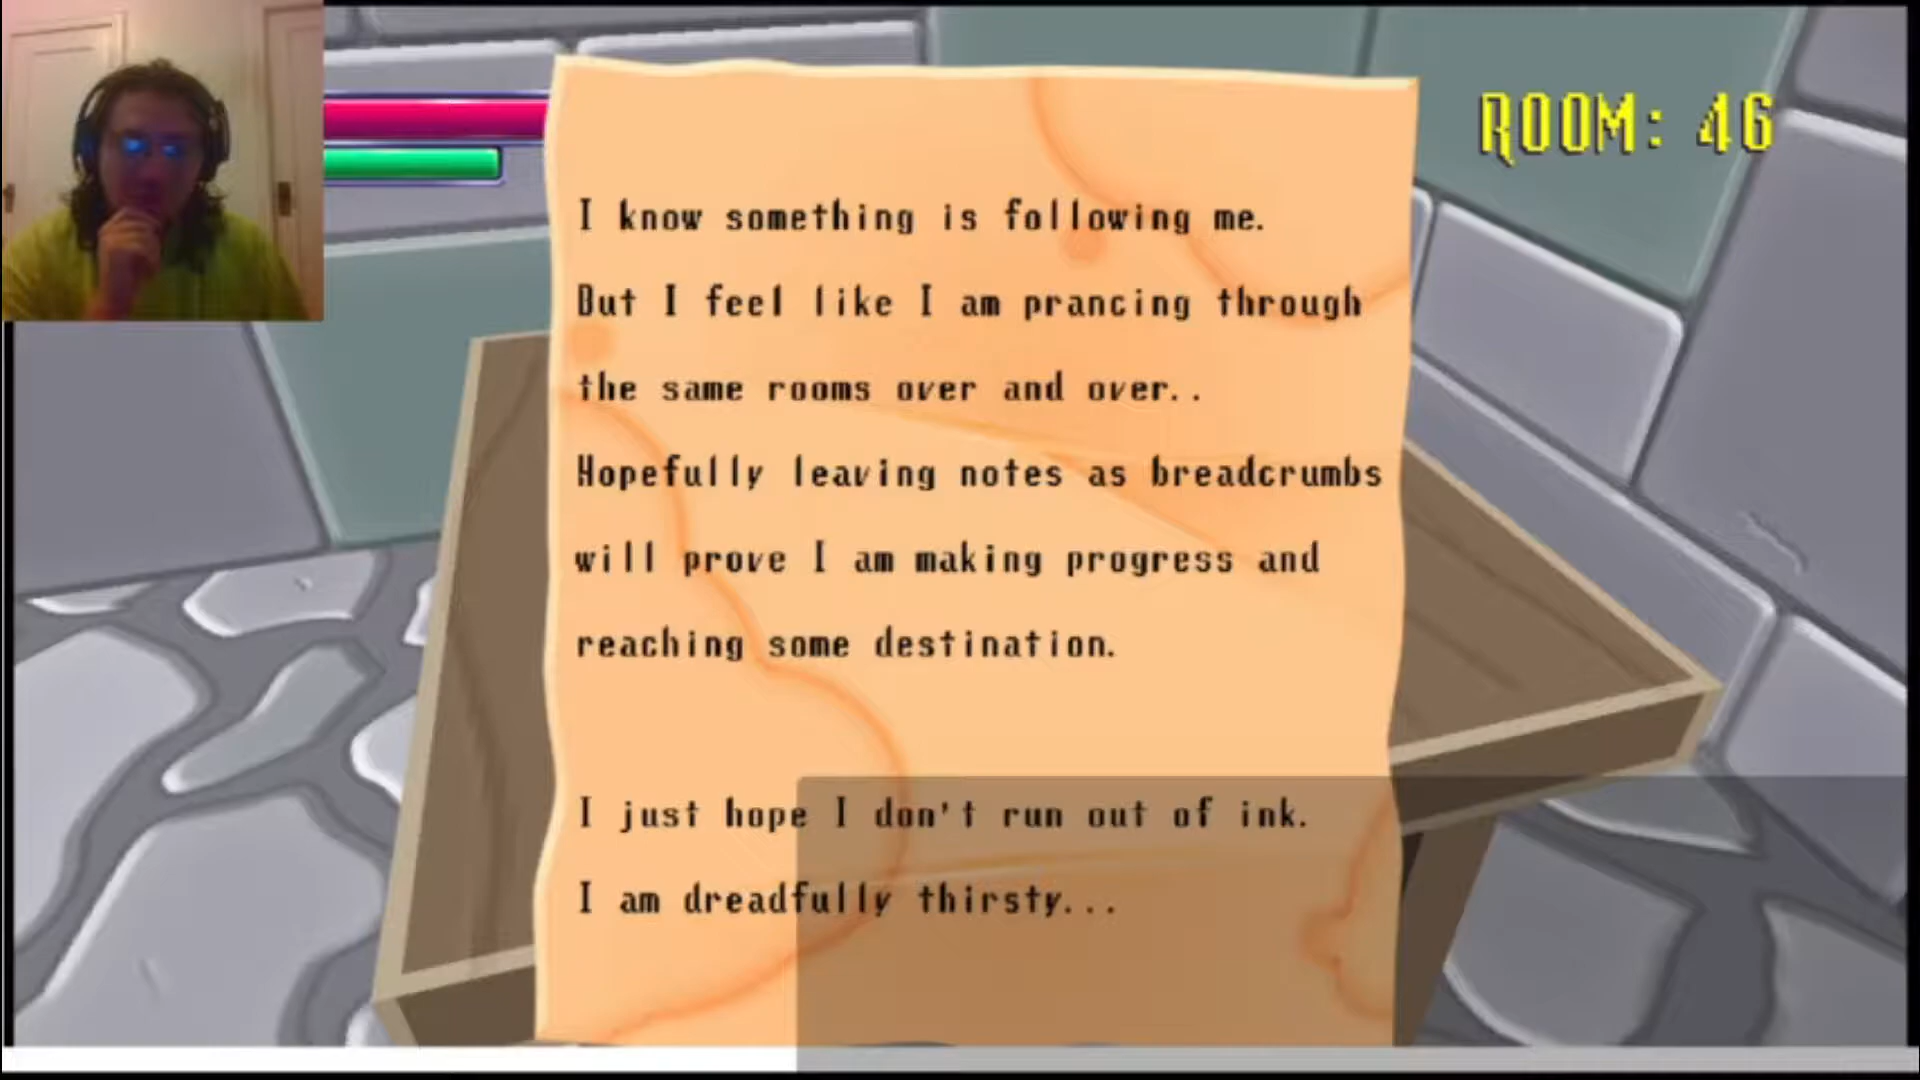 ROOM: 46
I know something is following me.
But I feel like I am prancing through
the same rooms over and over..
Hopefully leaving notes as breadcrumbs
will prove I am making progress and
reaching some destination.
I just hope I don't run out of ink.
I am dreadfully thirsty...